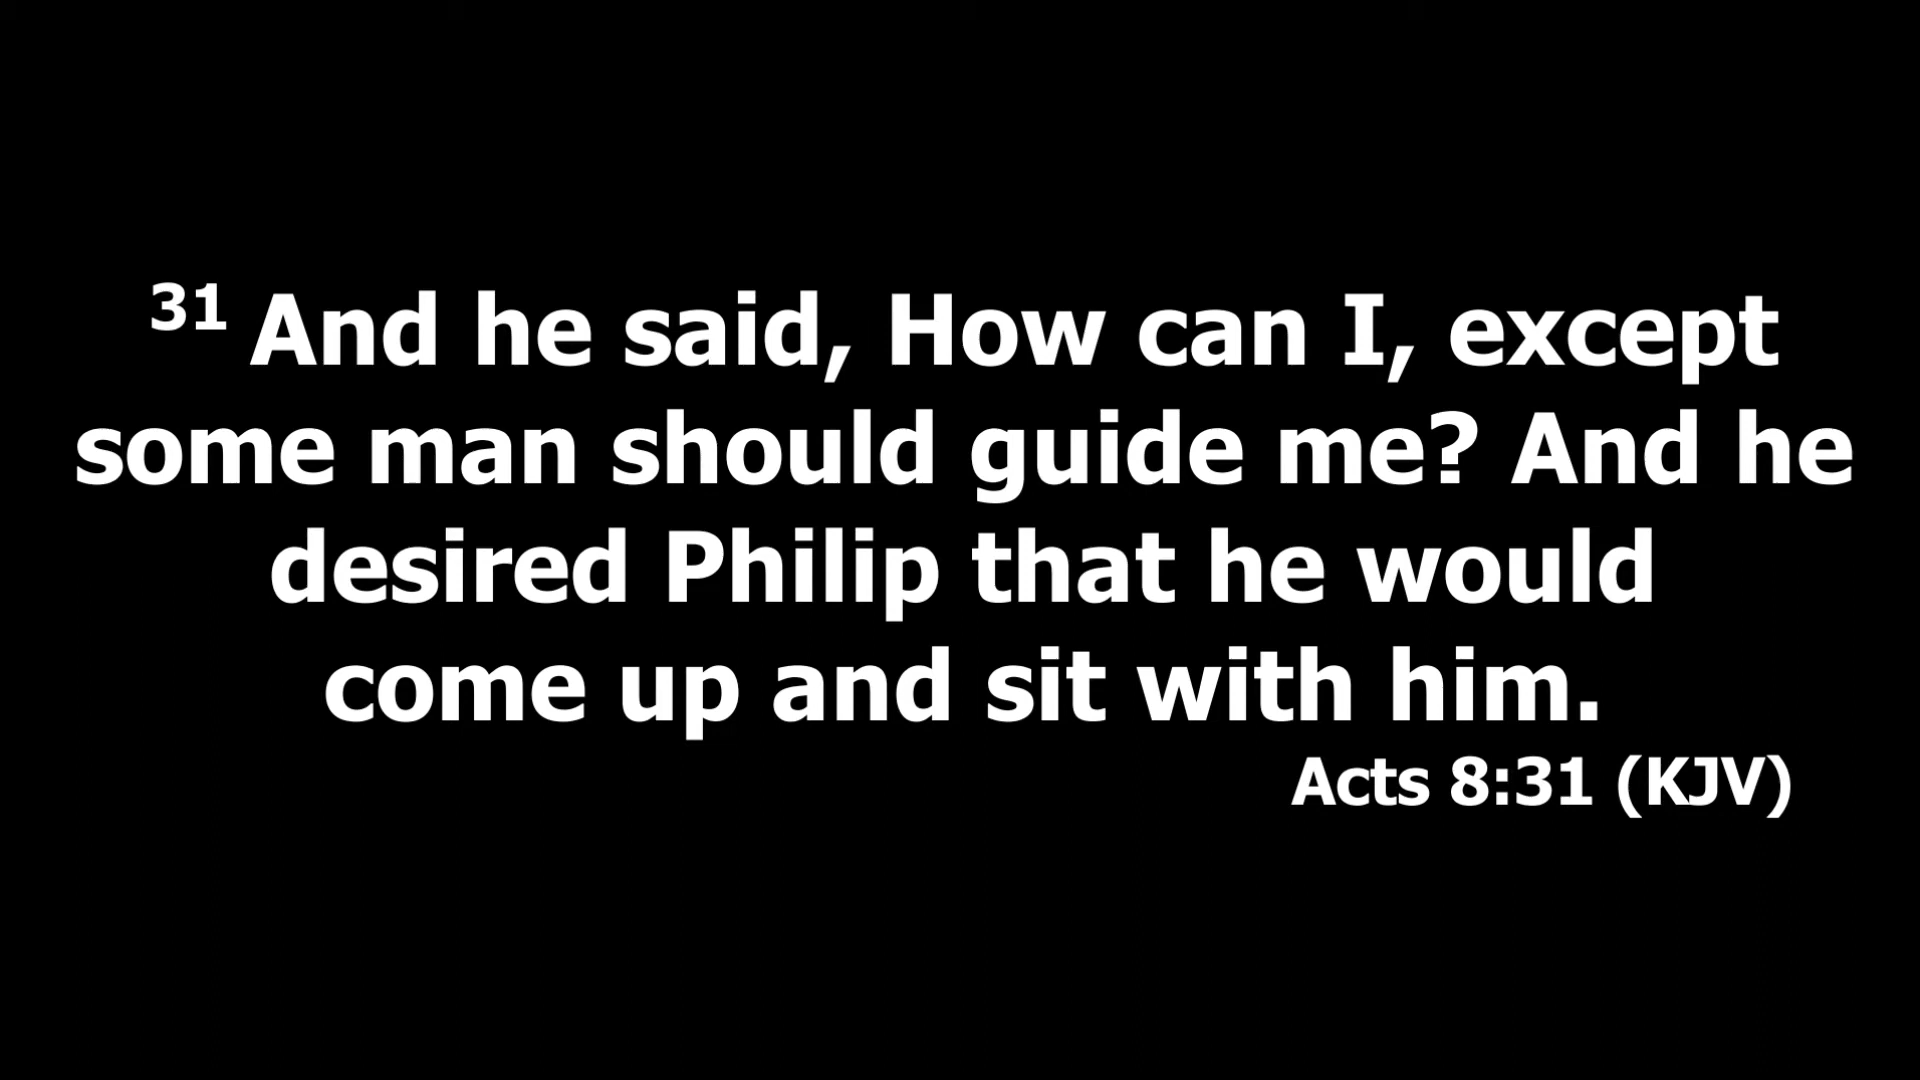 31 And he said, How can I, except
some man should guide me? And he
desired Philip that he would
come up and sit with him.
Acts 8:31 (KJV)